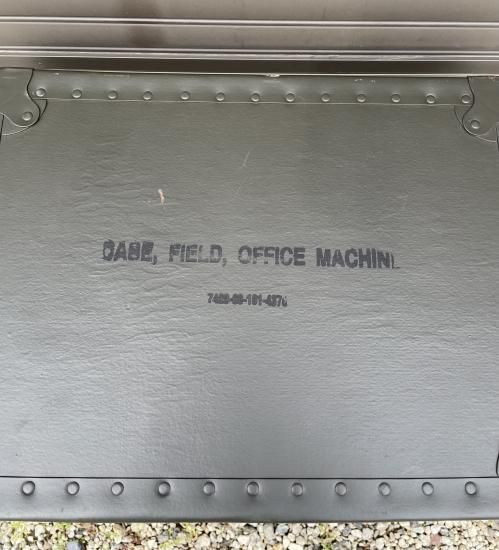 CASE, FIELD, OFFICE MACHINE